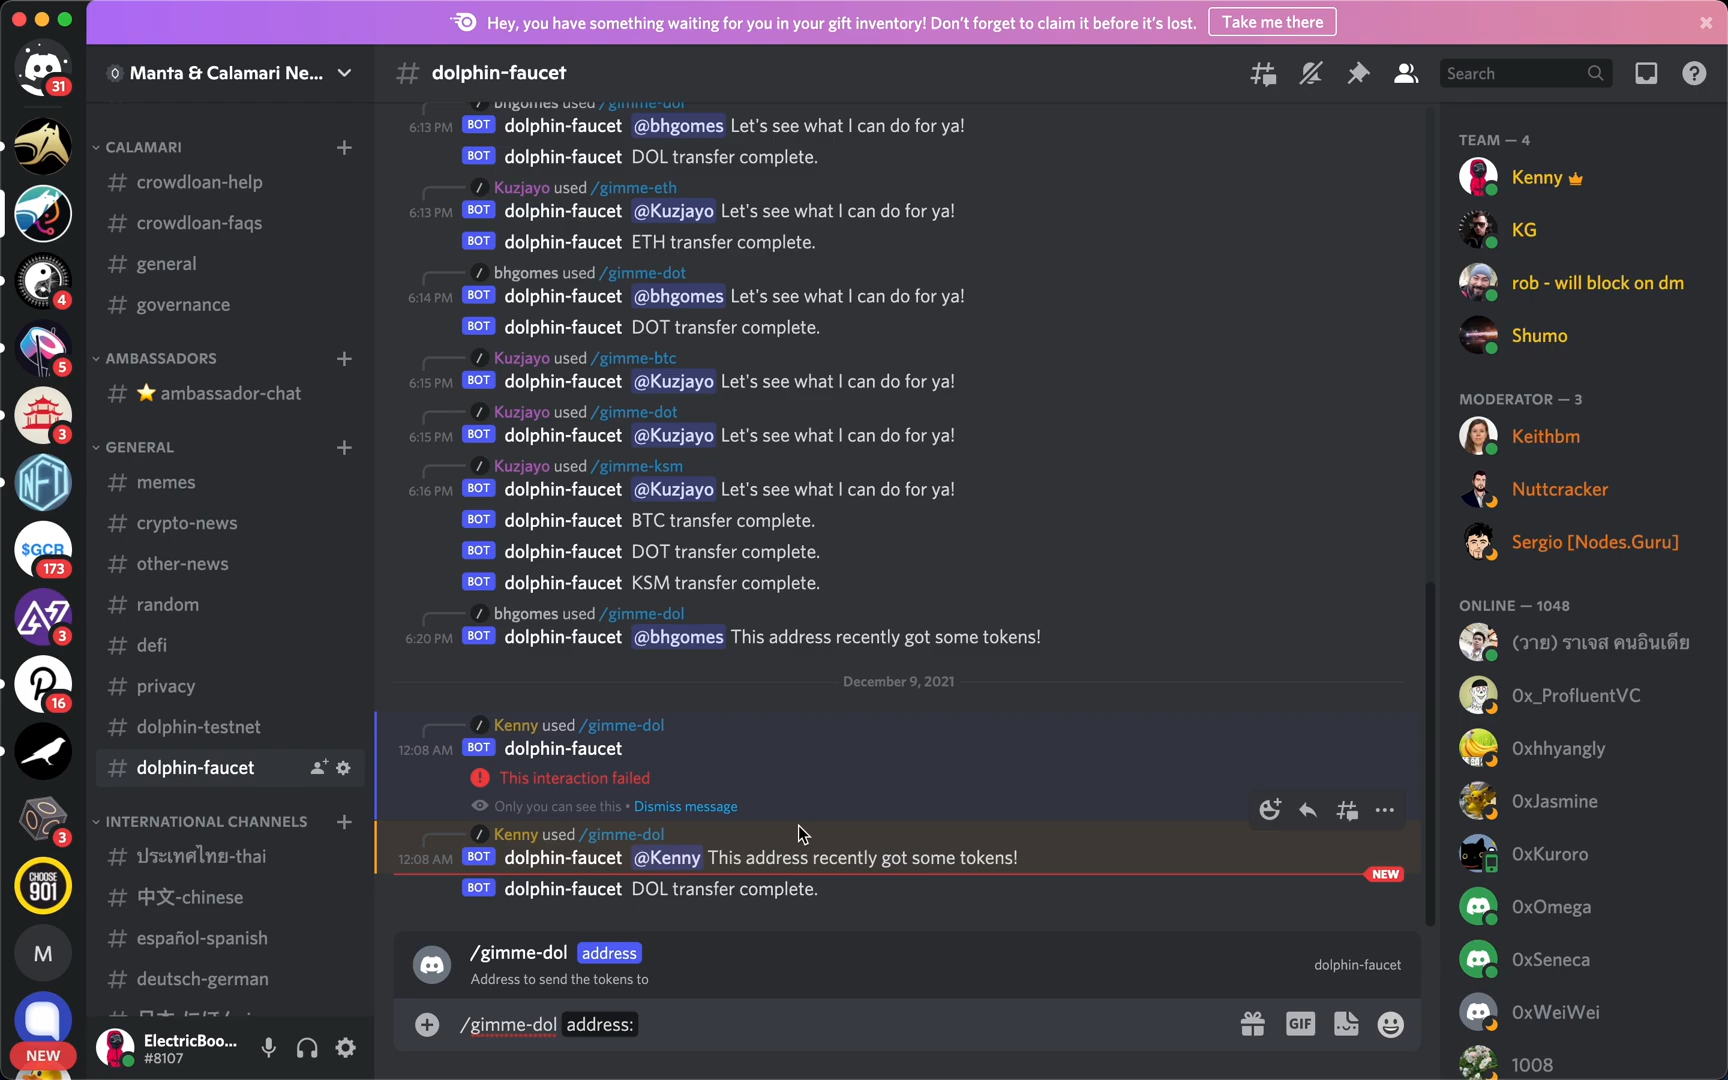 Hey, you have something waiting for you in your gift inventory! Don't forget to claim it before it's lost. Take me there
31
4
5
3
NFT
$GCR
173
3
16
3
CHOOSE 901
M
NEW
Manta & Calamari Ne...
CALAMARI
crowdloan-help
crowdloan-faqs
general
governance
AMBASSADORS
⭐ ambassador-chat
GENERAL
memes
crypto-news
other-news
random
defi
privacy
dolphin-testnet
dolphin-faucet
INTERNATIONAL CHANNELS
ประเทศไทย-thai
中文-chinese
español-spanish
deutsch-german
ElectricBoo...
#8107
# dolphin-faucet
Search
bhgomes used /gimme-dol
6:13 PM BOT dolphin-faucet @bhgomes Let's see what I can do for ya!
BOT dolphin-faucet DOL transfer complete.
Kuzjayo used /gimme-eth
6:13 PM BOT dolphin-faucet @Kuzjayo Let's see what I can do for ya!
BOT dolphin-faucet ETH transfer complete.
bhgomes used /gimme-dot
6:14 PM BOT dolphin-faucet @bhgomes Let's see what I can do for ya!
BOT dolphin-faucet DOT transfer complete.
Kuzjayo used /gimme-btc
6:15 PM BOT dolphin-faucet @Kuzjayo Let's see what I can do for ya!
Kuzjayo used /gimme-dot
6:15 PM BOT dolphin-faucet @Kuzjayo Let's see what I can do for ya!
Kuzjayo used /gimme-ksm
6:16 PM BOT dolphin-faucet @Kuzjayo Let's see what I can do for ya!
BOT dolphin-faucet BTC transfer complete.
BOT dolphin-faucet DOT transfer complete.
BOT dolphin-faucet KSM transfer complete.
bhgomes used /gimme-dol
6:20 PM BOT dolphin-faucet @bhgomes This address recently got some tokens!
December 9, 2021
Kenny used /gimme-dol
12:08 AM BOT dolphin-faucet
This interaction failed
Only you can see this • Dismiss message
Kenny used /gimme-dol
12:08 AM BOT dolphin-faucet @Kenny This address recently got some tokens!
NEW
BOT dolphin-faucet DOL transfer complete.
/gimme-dol address
Address to send the tokens to
dolphin-faucet
/gimme-dol address:
GIF
TEAM — 4
Kenny
KG
rob - will block on dm
Shumo
MODERATOR — 3
Keithbm
Nuttcracker
Sergio [Nodes.Guru]
ONLINE — 1048
(วาย) ราเจส คนอินเดีย
0x_ProfluentVC
0xhhyangly
0xJasmine
0xKuroro
0xOmega
0xSeneca
0xWeiWei
1008